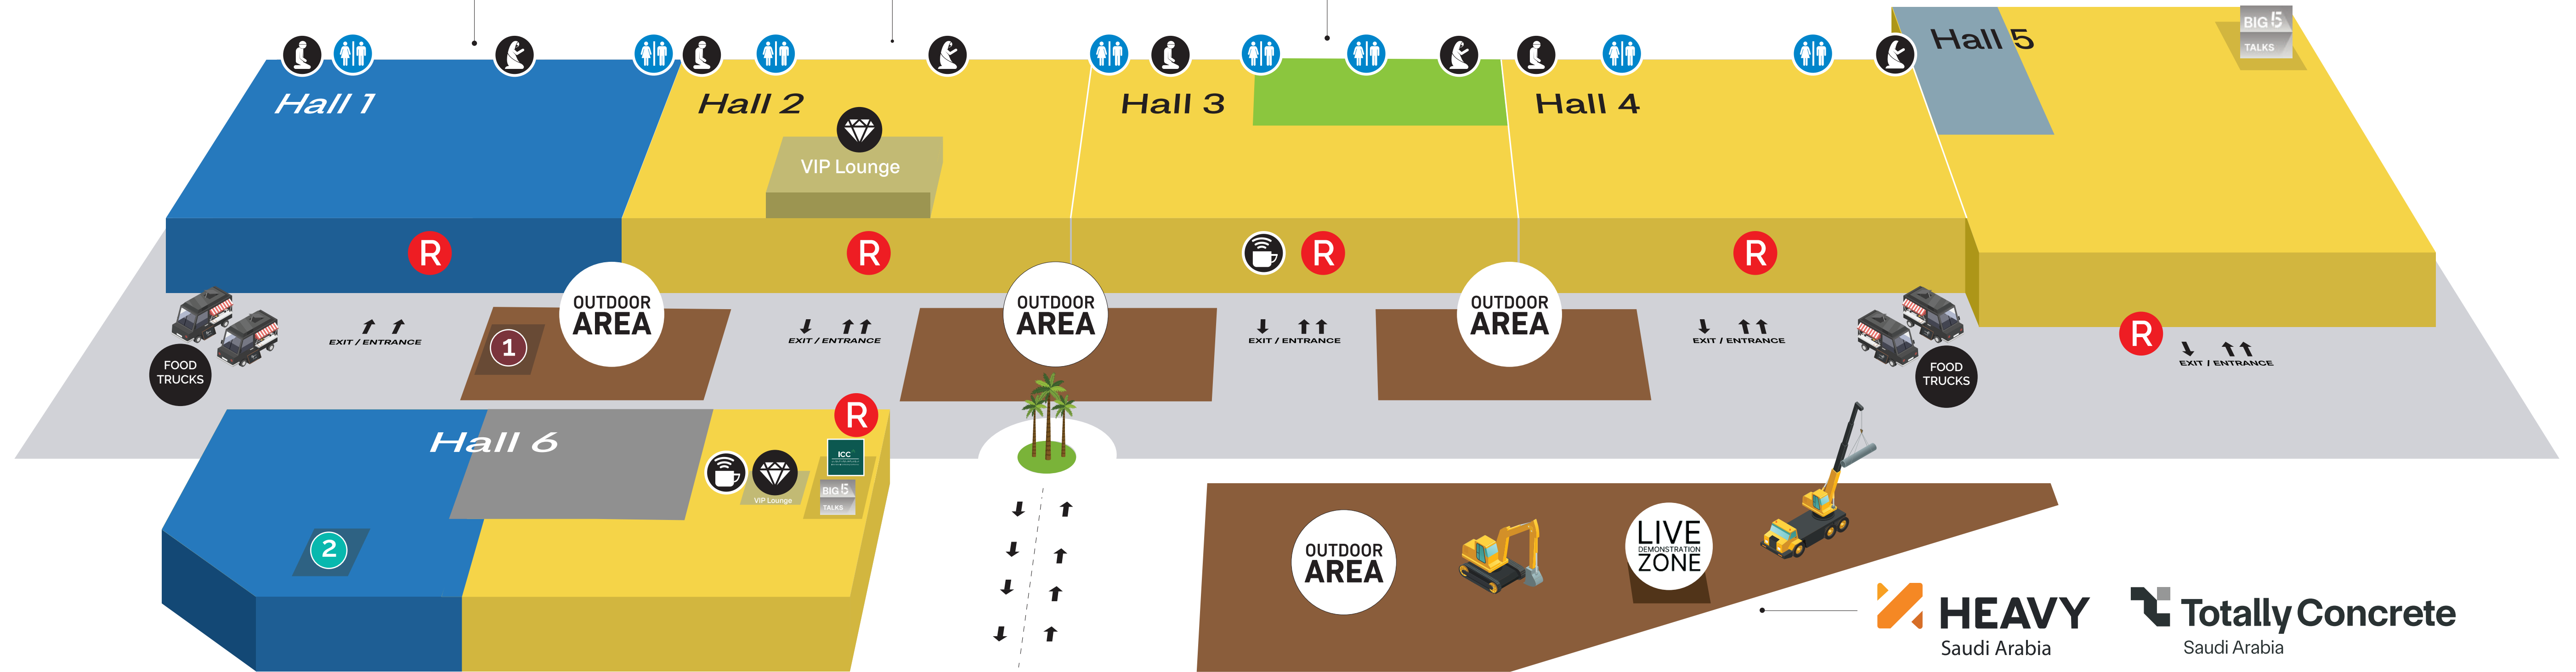 Hall 1
Hall 2
Hall 3
Hall 4
Hall 5
BIG 5
TALKS
VIP Lounge
R
R
R
R
R
OUTDOOR
AREA
OUTDOOR
AREA
OUTDOOR
AREA
1
EXIT / ENTRANCE
EXIT / ENTRANCE
EXIT / ENTRANCE
EXIT / ENTRANCE
EXIT / ENTRANCE
FOOD
TRUCKS
FOOD
TRUCKS
Hall 6
R
ICC
VIP Lounge
BIG 5
TALKS
2
OUTDOOR
AREA
LIVE
DEMONSTRATION
ZONE
HEAVY
Saudi Arabia
Totally Concrete
Saudi Arabia